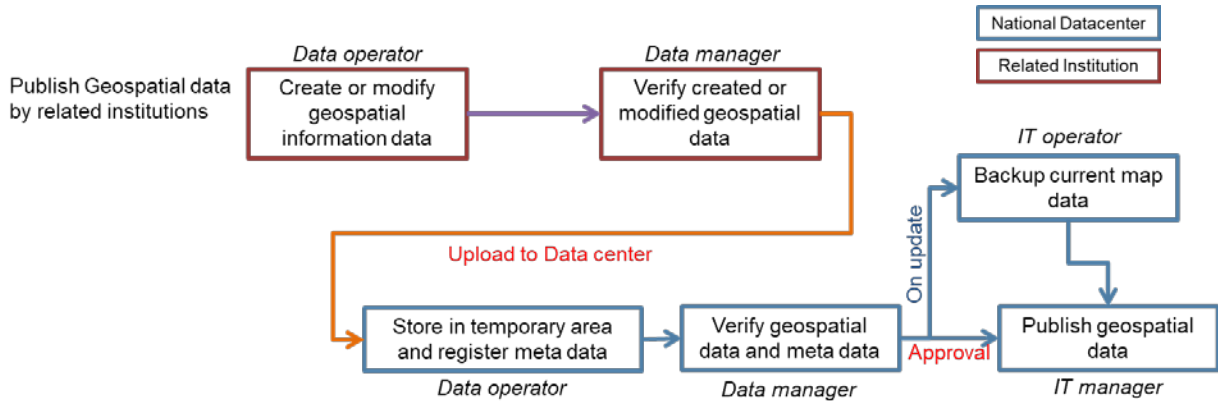 National Datacenter
Related Institution
Publish Geospatial data
by related institutions
Data operator
Create or modify
geospatial
information data
Data manager
Verify created or
modified geospatial
data
IT operator
Backup current map
data
Upload to Data center
On update
Store in temporary area
and register meta data
Data operator
Verify geospatial
data and meta data
Data manager
Approval
Publish geospatial
data
IT manager